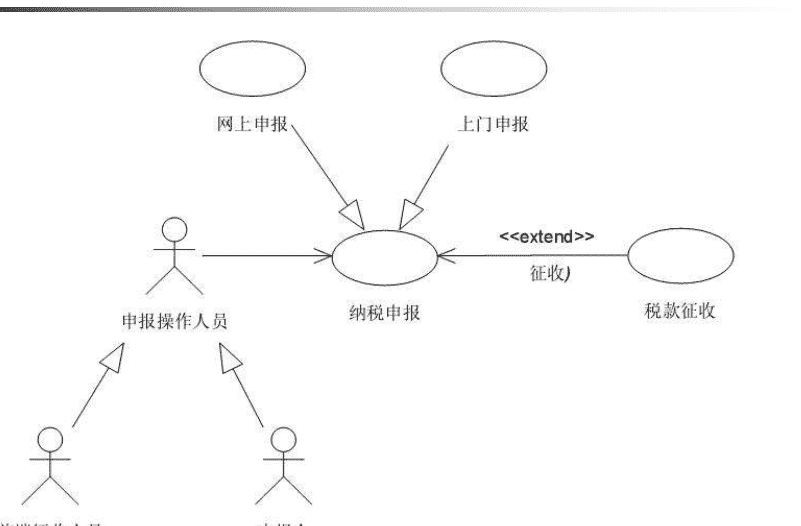 网上申报
上门申报
<<extend>>
征收)
申报操作人员
纳税申报
税款征收